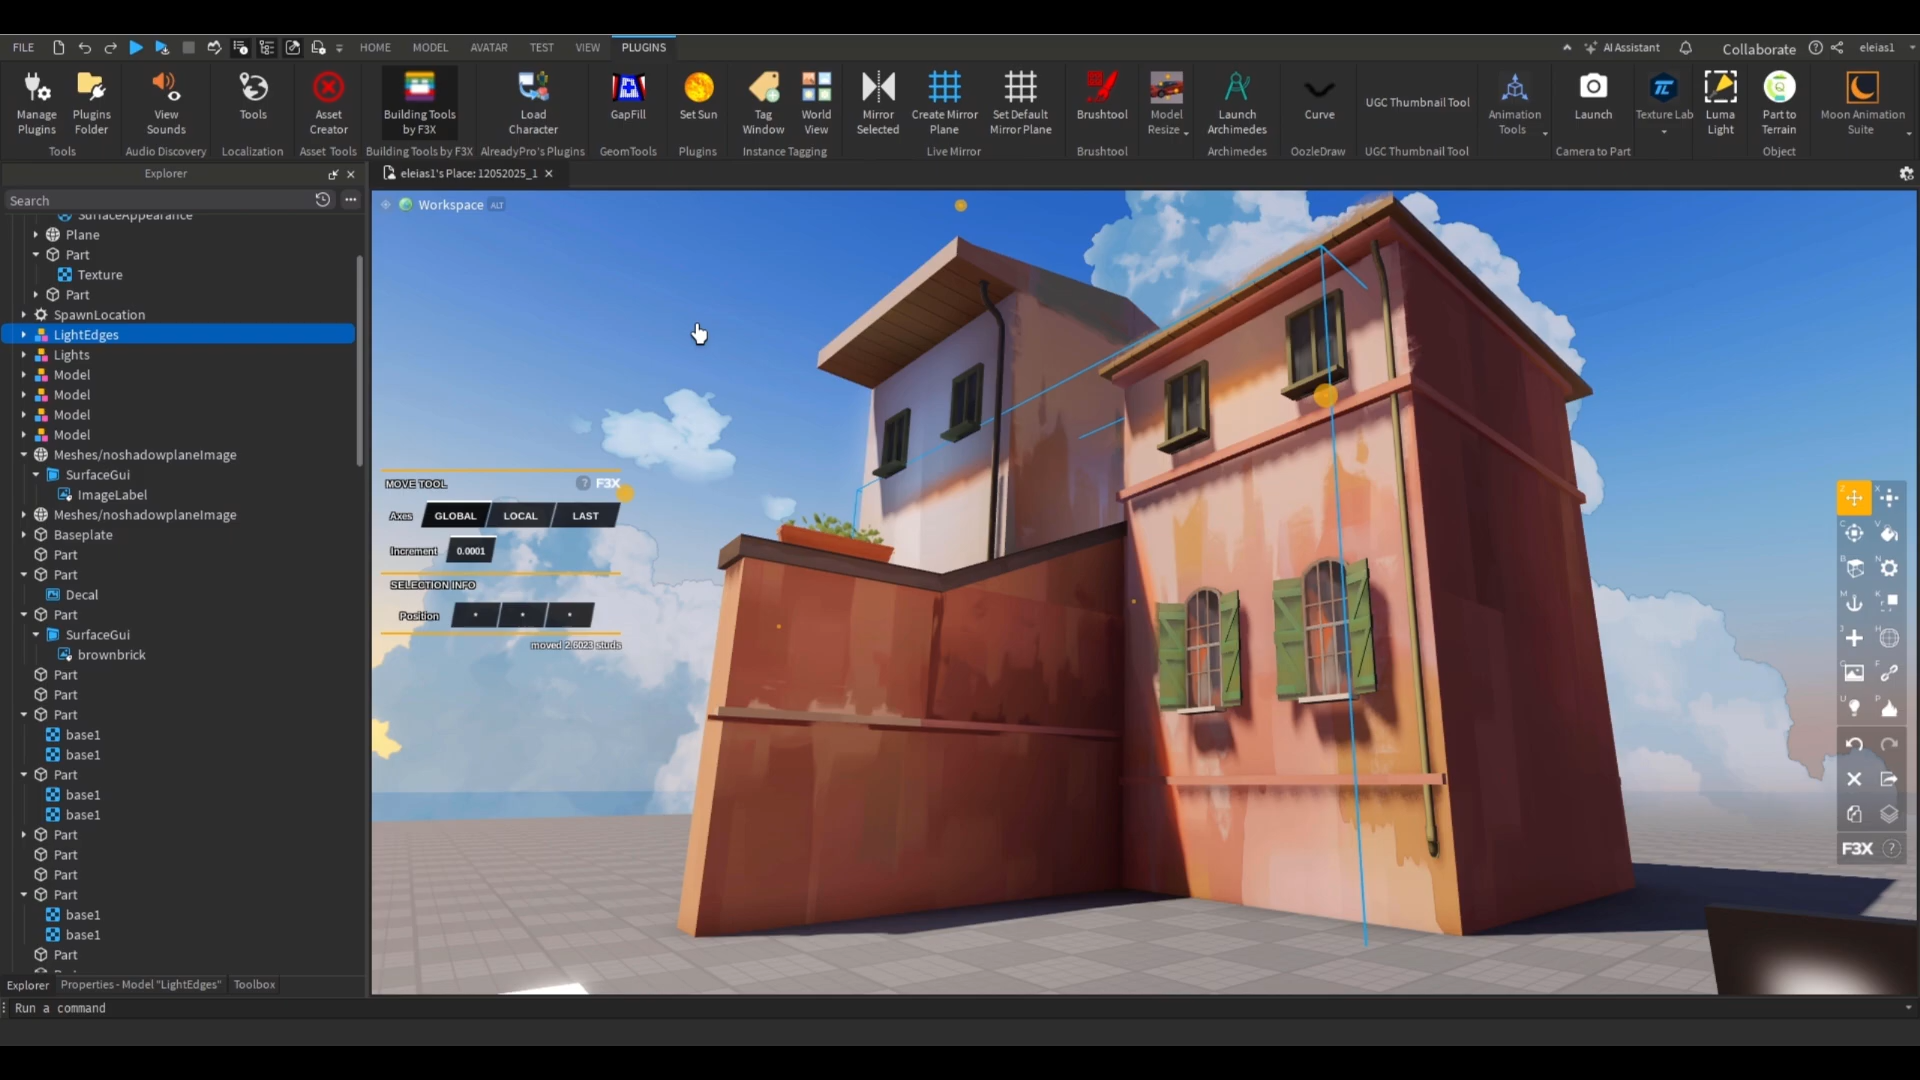 FILE HOME MODEL AVATAR TEST VIEW PLUGINS AI Assistant Collaborate eleias1
Manage Plugins
Plugins Folder
Tools
View Sounds
Audio Discovery
Tools
Localization
Asset Creator
Asset Tools
Building Tools by F3X
Building Tools by F3X
Load Character
AlreadyPro's Plugins
GapFill
GeomTools
Set Sun
Plugins
Tag Window
World View
Instance Tagging
Mirror Selected
Create Mirror Plane
Set Default Mirror Plane
Live Mirror
Brushtool
Brushtool
Model Resize
Launch Archimedes
Archimedes
Curve
OozleDraw
UGC Thumbnail Tool
UGC Thumbnail Tool
Animation Tools
Launch
Camera to Part
Texture Lab
Luma Light
Part to Terrain
Object
Moon Animation Suite
Explorer
eleias1's Place: 12052025_1
Search
Workspace ALT
SurfaceAppearance
Plane
Part
Texture
Part
SpawnLocation
LightEdges
Lights
Model
Model
Model
Model
Meshes/noshadowplaneImage
SurfaceGui
ImageLabel
Meshes/noshadowplaneImage
Baseplate
Part
Part
Decal
Part
SurfaceGui
brownbrick
Part
Part
Part
base1
base1
Part
base1
base1
Part
Part
Part
Part
base1
base1
Part
MOVE TOOL ? F3X
Axes GLOBAL LOCAL LAST
Increment 0.0001
SELECTION INFO
Position * * *
moved 2.6023 studs
F3X ?
Explorer Properties - Model "LightEdges" Toolbox
Run a command